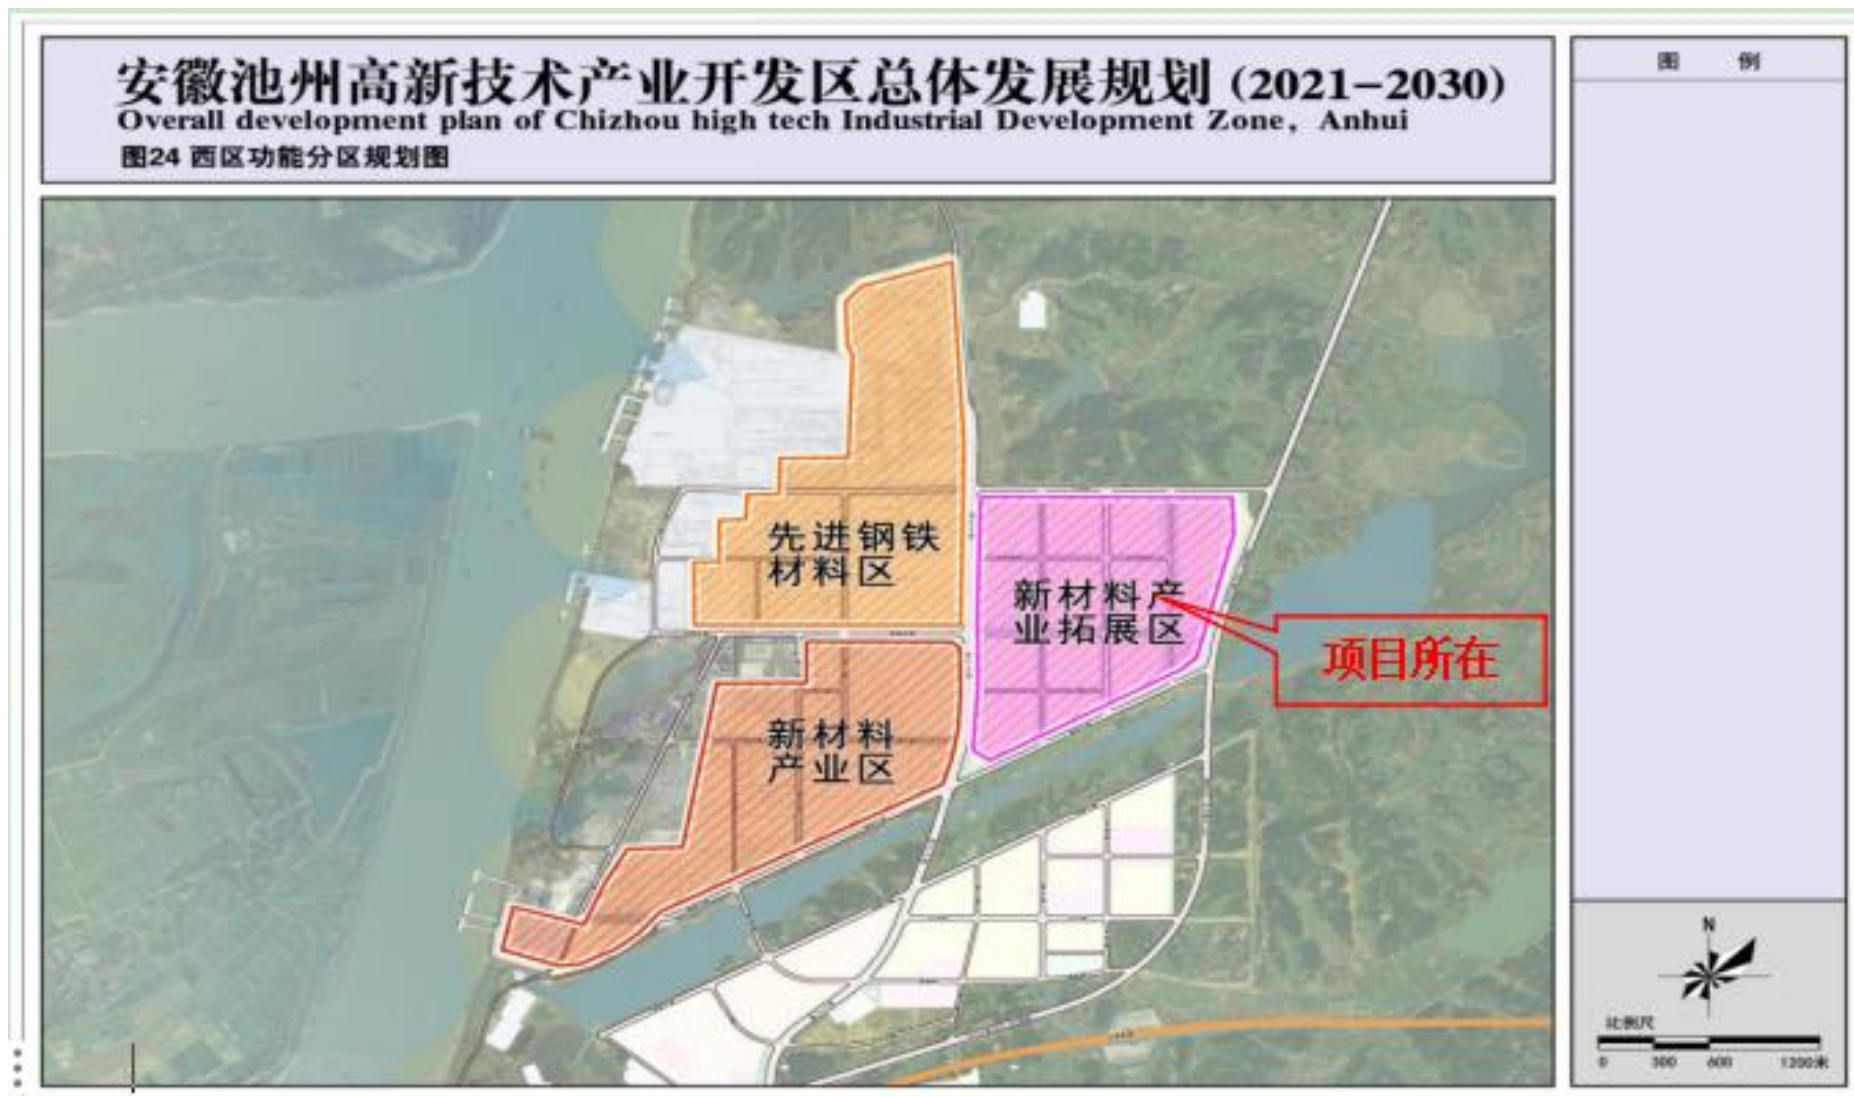 安徽池州高新技术产业开发区总体发展规划 (2021-2030)
Overall development plan of Chizhou high tech Industrial Development Zone, Anhui
图24 西区功能分区规划图
图 例
先进钢铁
材料区
新材料产
业拓展区
项目所在
新材料
产业区
N
比例尺
0 300 600 1200米